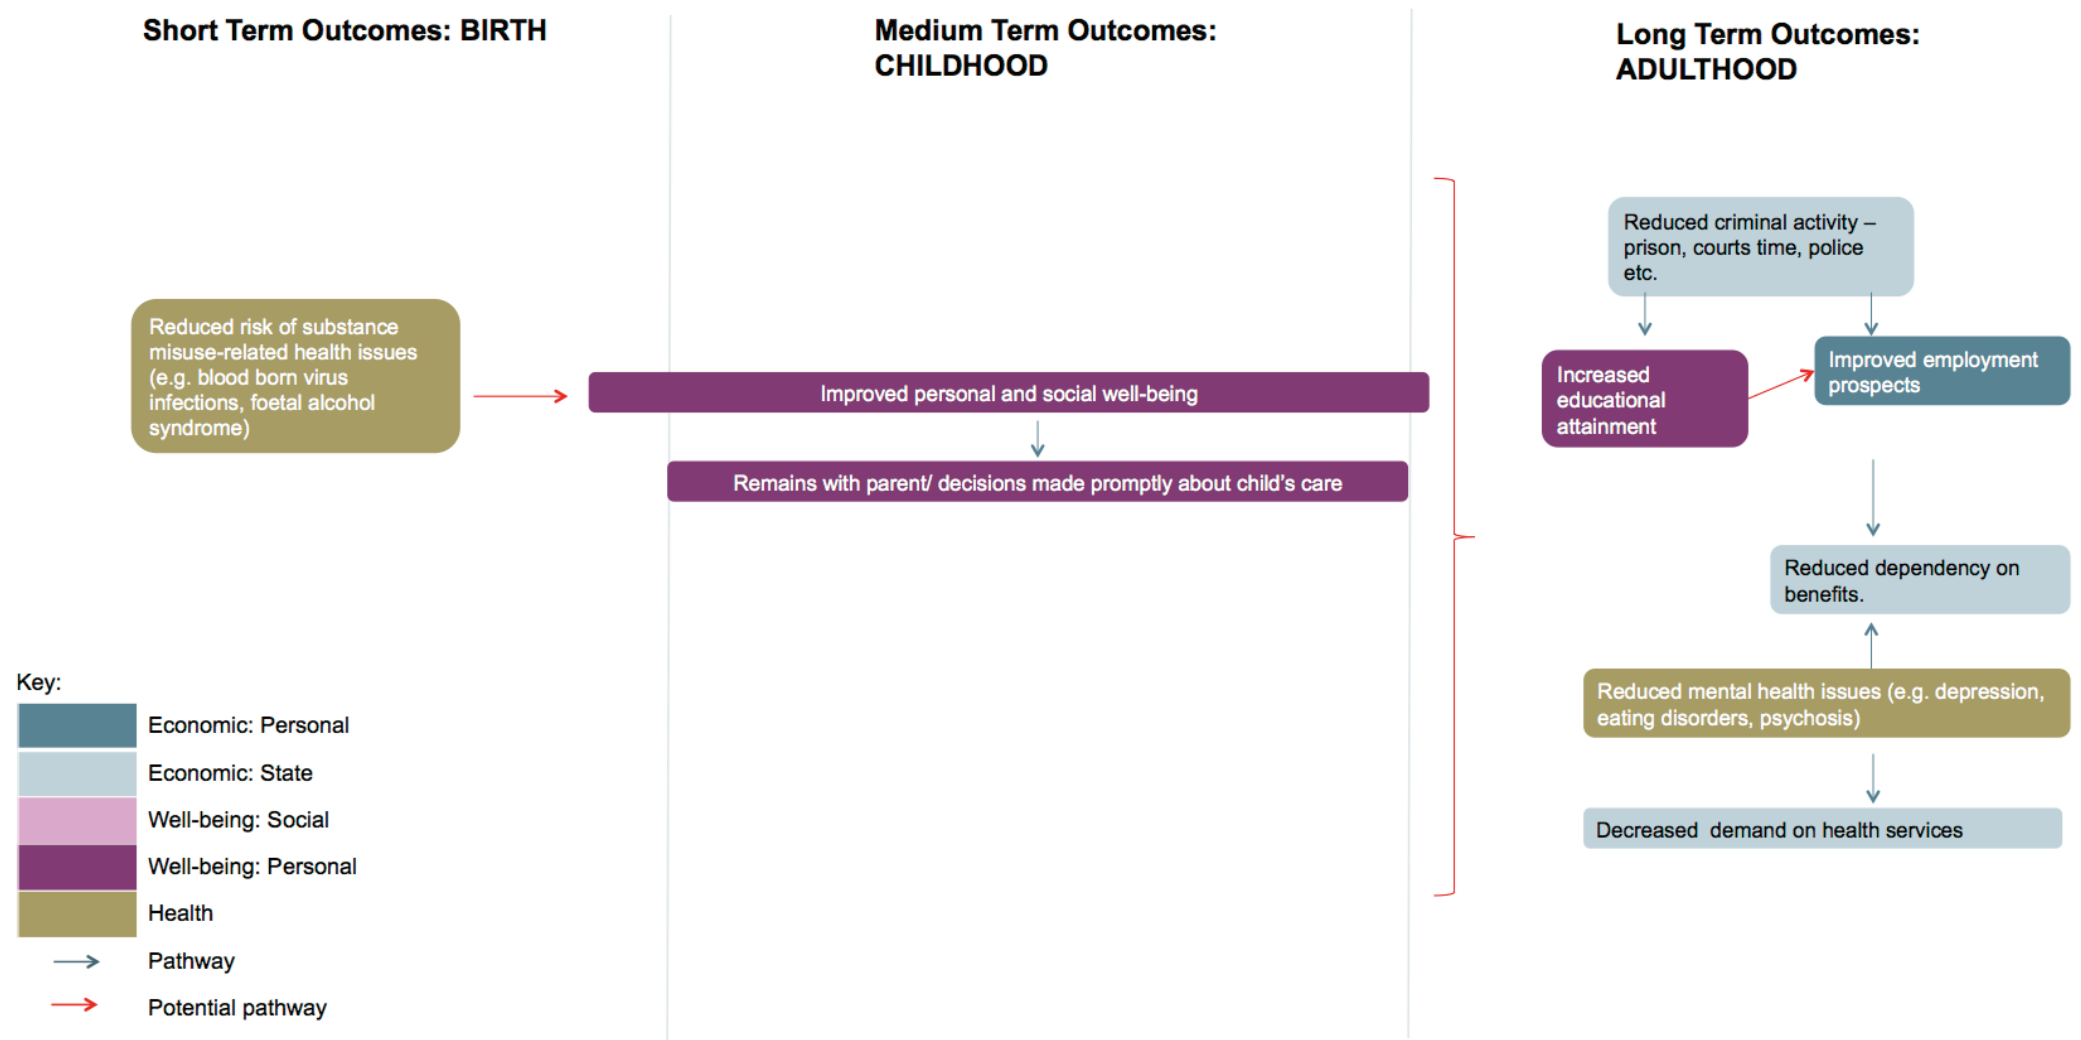 Short Term Outcomes: BIRTH
Medium Term Outcomes:
CHILDHOOD
Long Term Outcomes:
ADULTHOOD
Reduced risk of substance
misuse-related health issues
(e.g. blood born virus
infections, foetal alcohol
syndrome)
Improved personal and social well-being
Remains with parent/ decisions made promptly about child's care
Reduced criminal activity –
prison, courts time, police
etc.
Increased
educational
attainment
Improved employment
prospects
Reduced dependency on
benefits.
Reduced mental health issues (e.g. depression,
eating disorders, psychosis)
Decreased  demand on health services
Key:
Economic: Personal
Economic: State
Well-being: Social
Well-being: Personal
Health
Pathway
Potential pathway